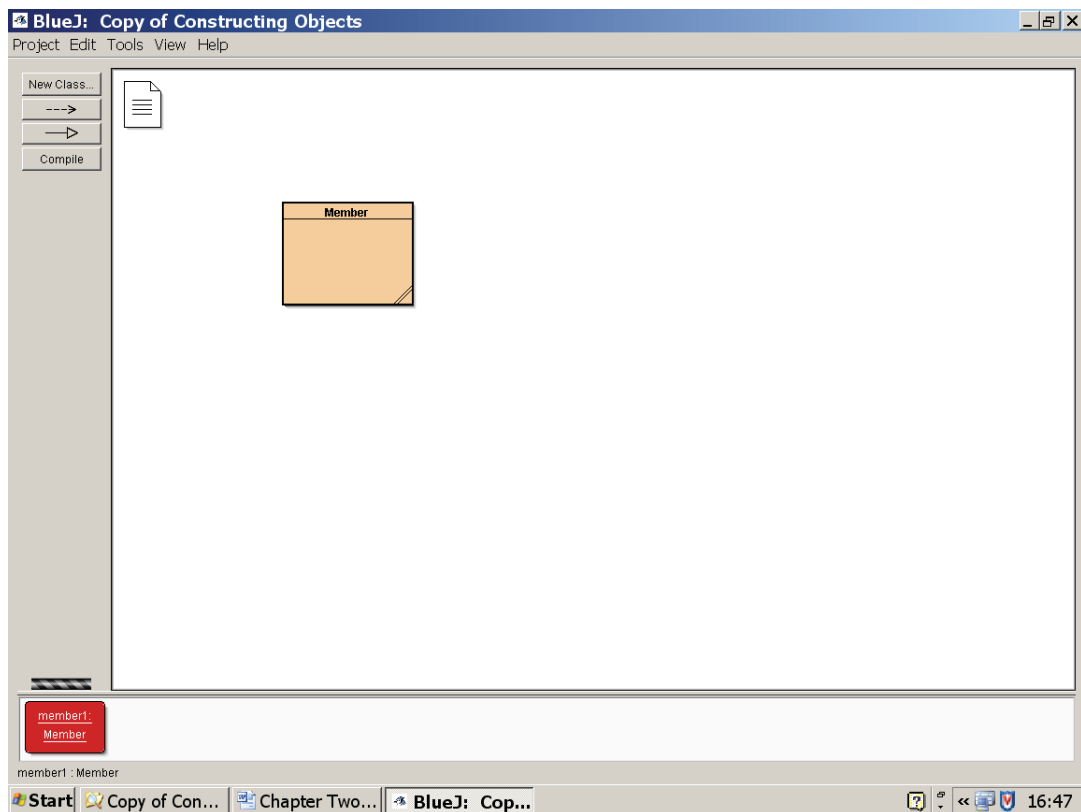 BlueJ: Copy of Constructing Objects
Project Edit Tools View Help
New Class...
Compile
Member
member1:
Member
member1 : Member
Start Copy of Con... Chapter Two... BlueJ: Cop... 16:47